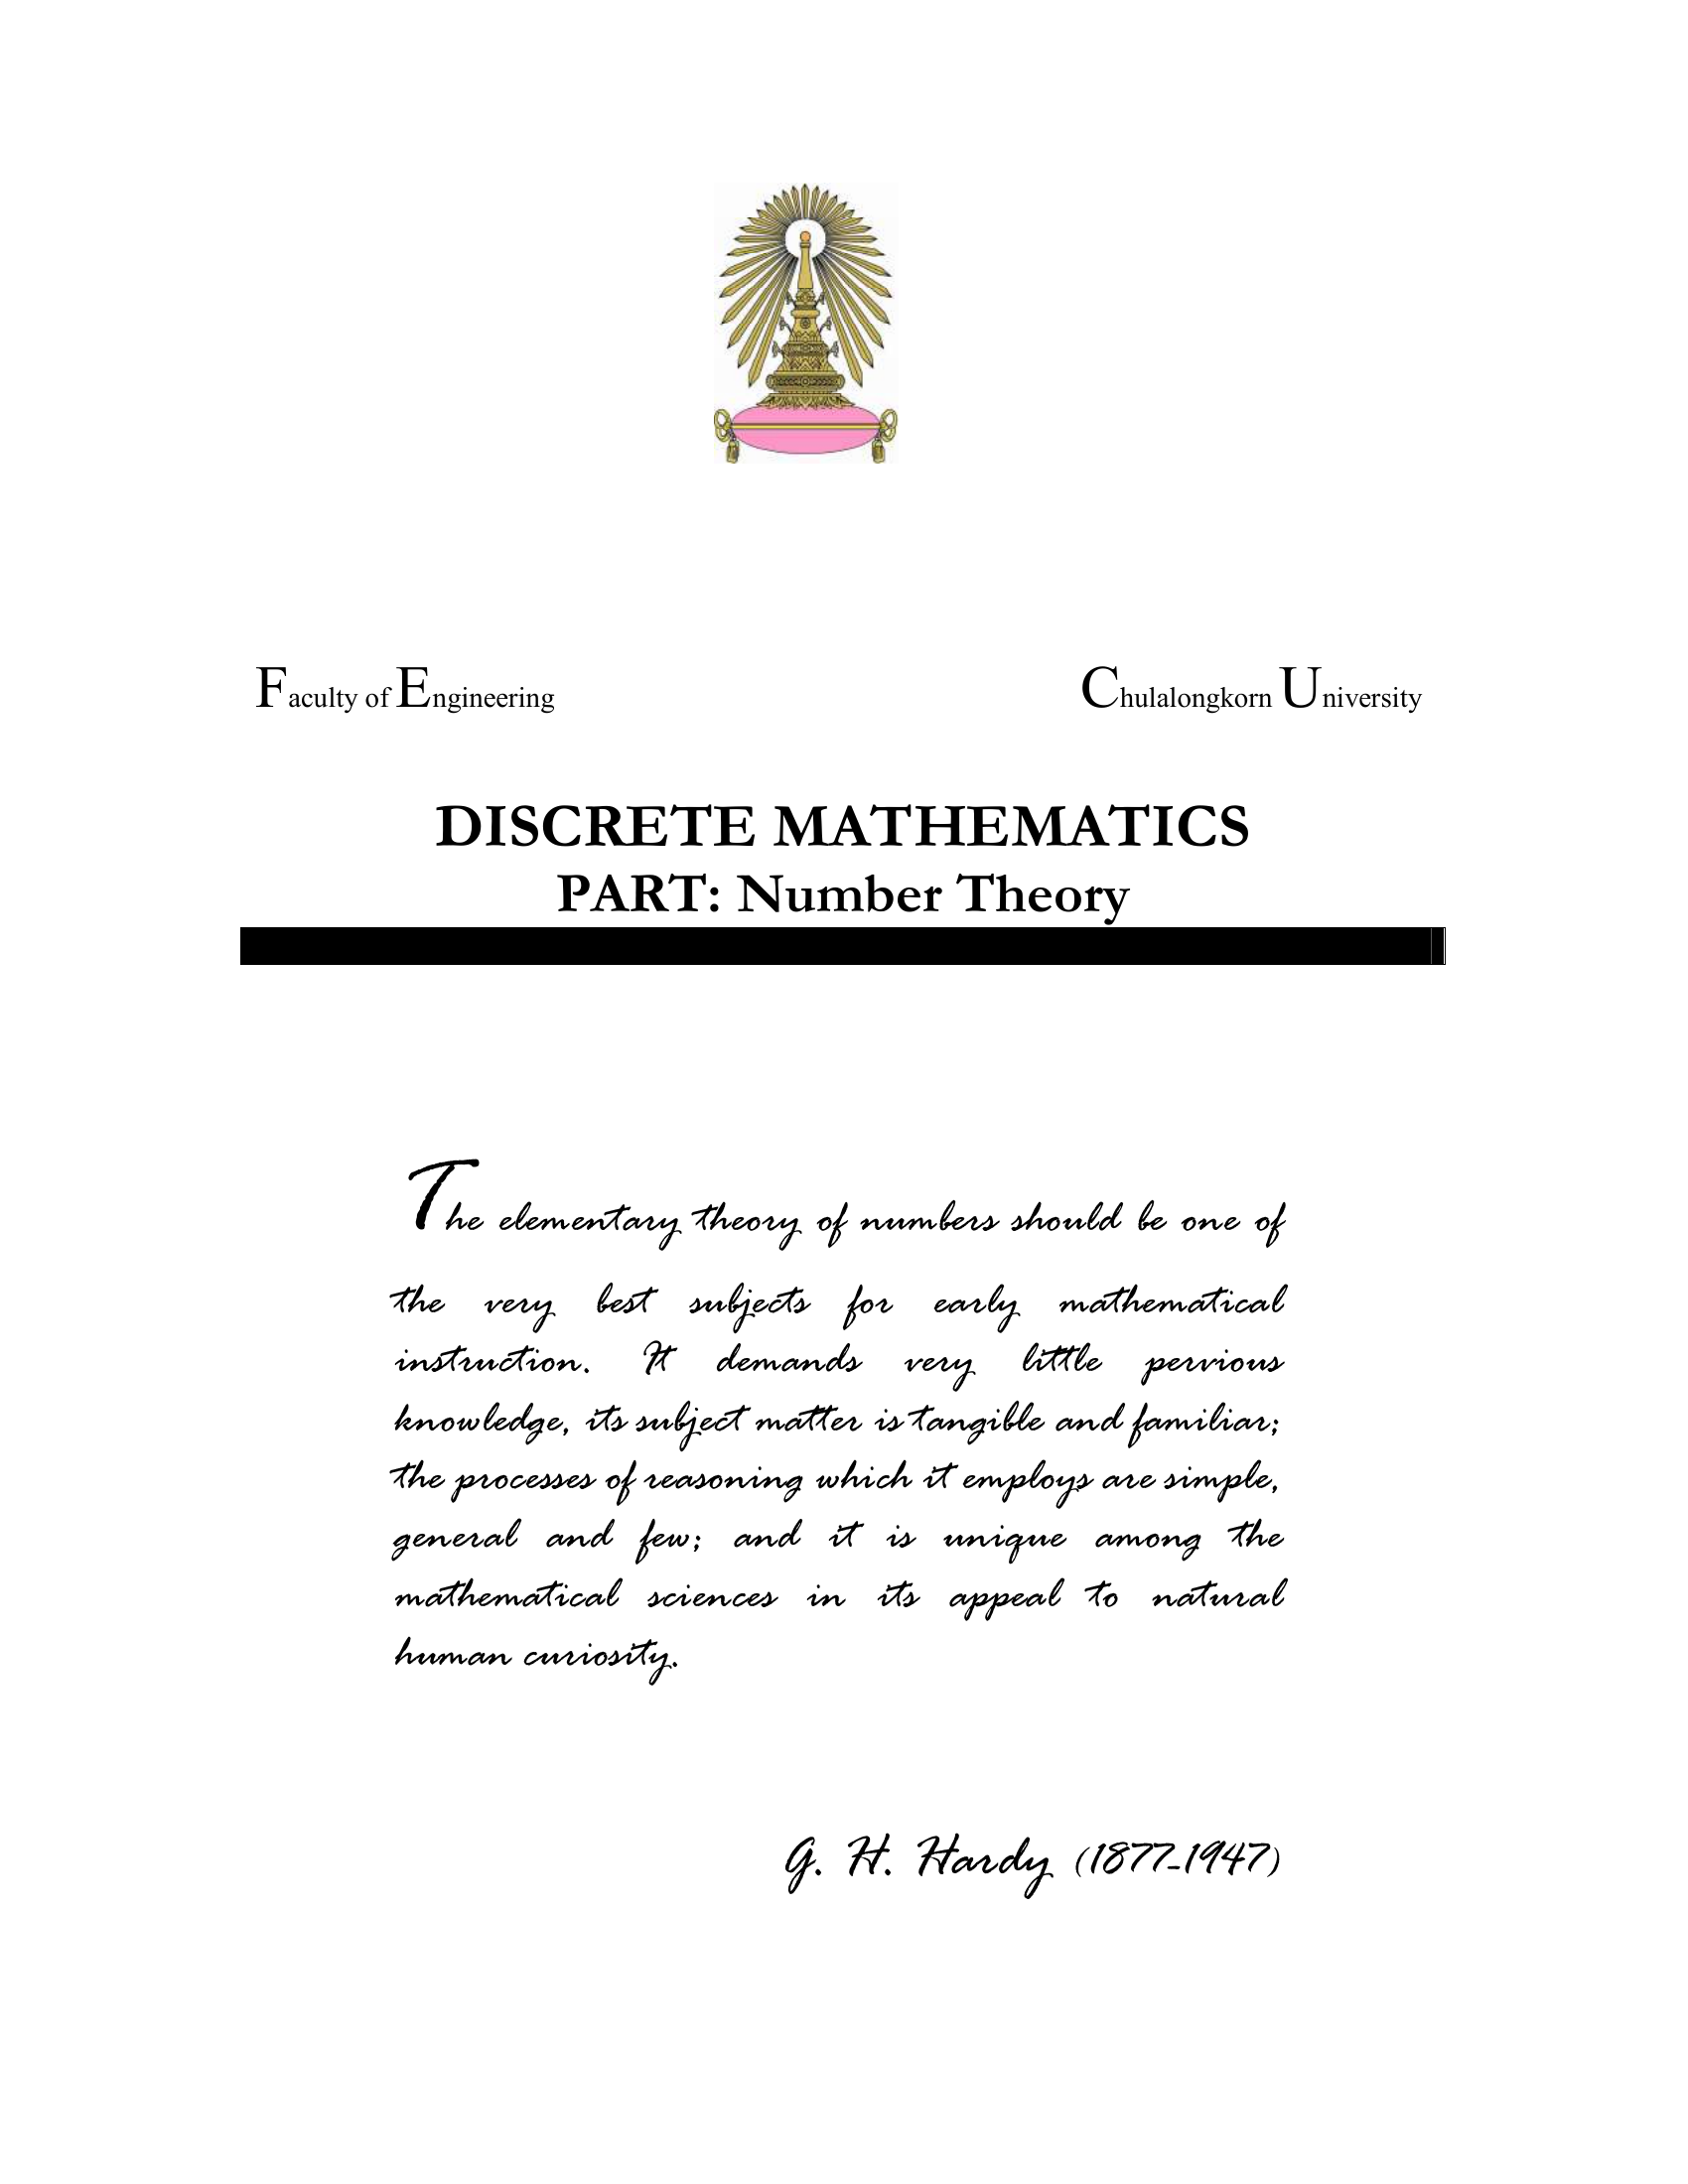 Faculty of Engineering Chulalongkorn University
DISCRETE MATHEMATICS
PART: Number Theory
The elementary theory of numbers should be one of
the very best subjects for early mathematical
instruction. It demands very little pervious
knowledge, its subject matter is tangible and familiar;
the processes of reasoning which it employs are simple,
general and few; and it is unique among the
mathematical sciences in its appeal to natural
human curiosity.
G. H. Hardy (1877-1947)